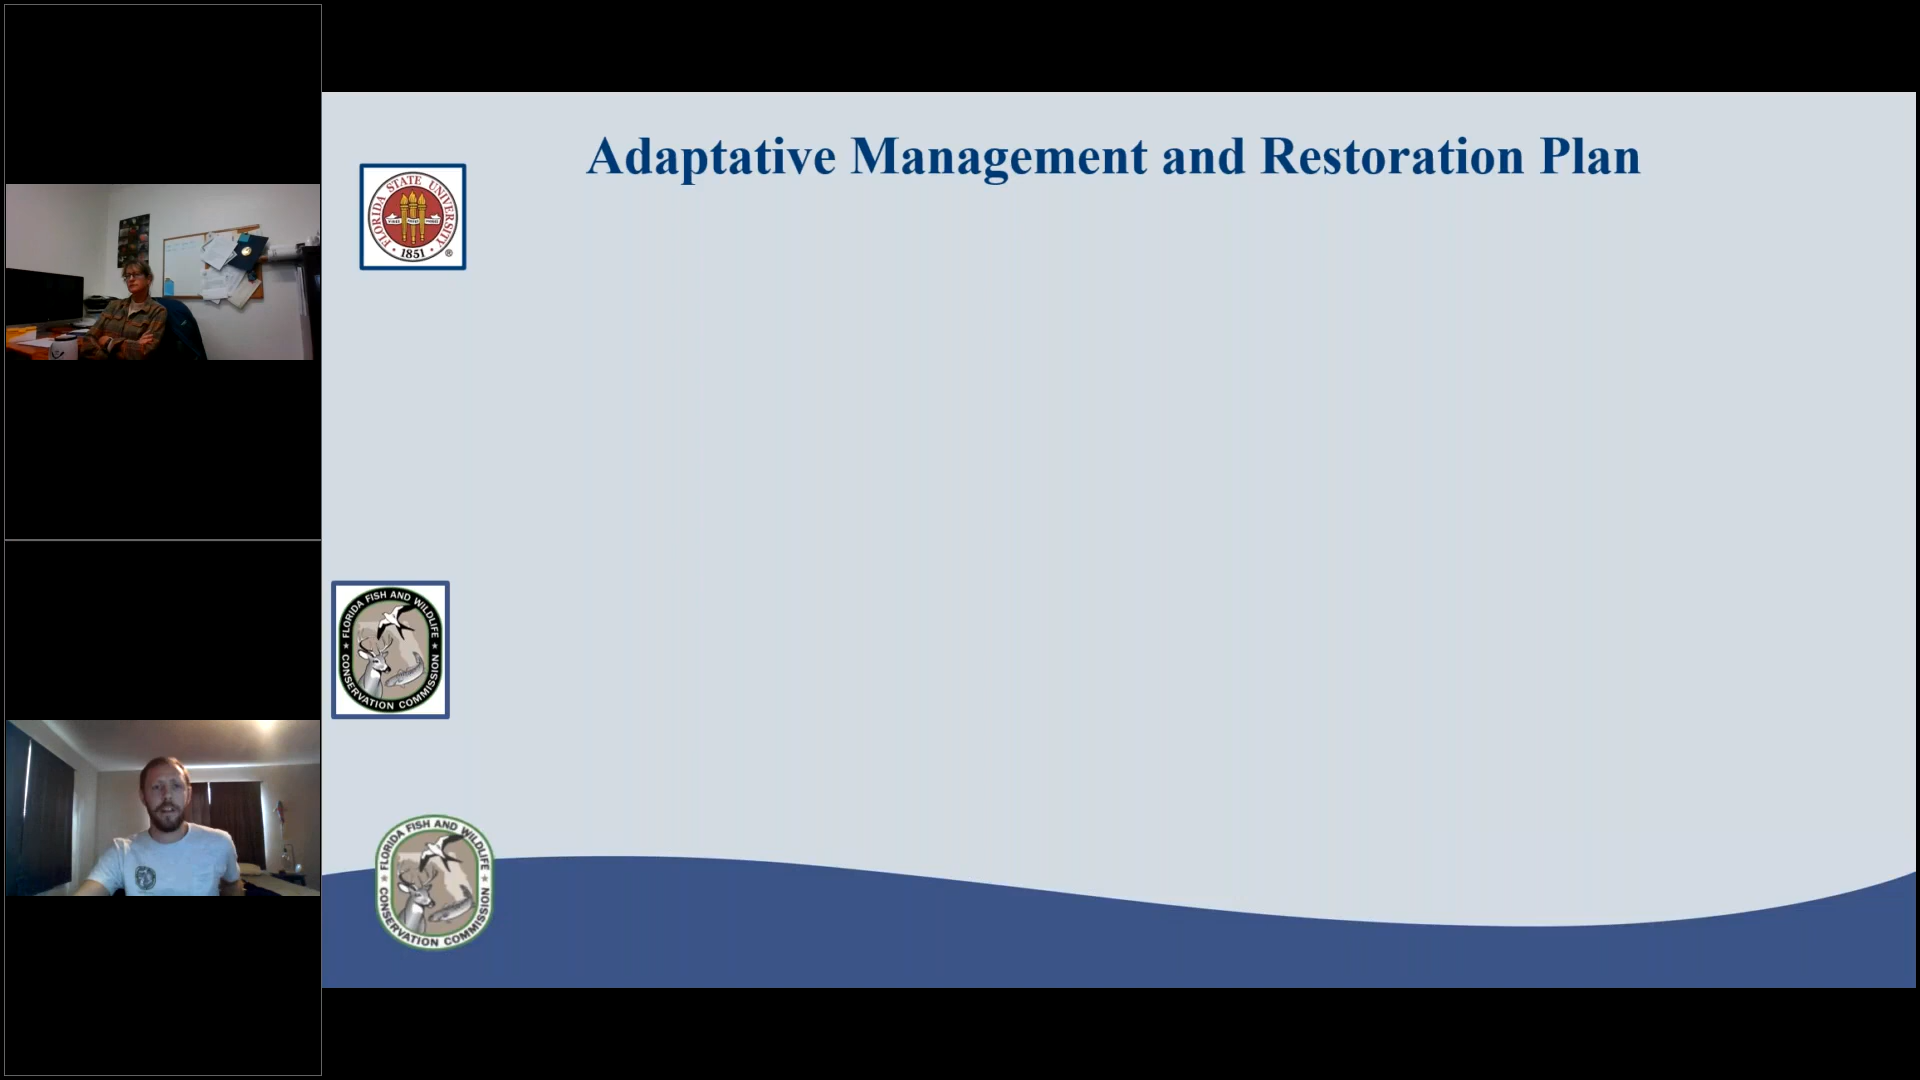 Adaptative Management and Restoration Plan
FLORIDA STATE UNIVERSITY
1851
®
FLORIDA FISH AND WILDLIFE
CONSERVATION COMMISSION
FLORIDA FISH AND WILDLIFE
CONSERVATION COMMISSION